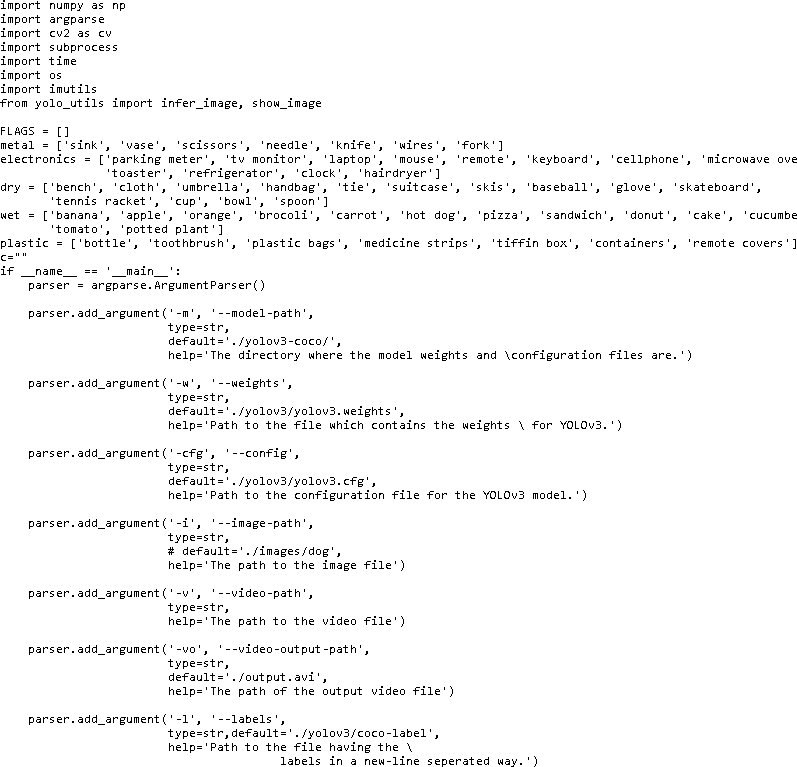 import numpy as np
import argparse
import cv2 as cv
import subprocess
import time
import os
import imutils
from yolo_utils import infer_image, show_image
FLAGS = []
metal = ['sink', 'vase', 'scissors', 'needle', 'knife', 'wires', 'fork']
electronics = ['parking meter', 'tv monitor', 'laptop', 'mouse', 'remote', 'keyboard', 'cellphone', 'microwave ove
'toaster', 'refrigerator', 'clock', 'hairdryer']
dry = ['bench', 'cloth', 'umbrella', 'handbag', 'tie', 'suitcase', 'skis', 'baseball', 'glove', 'skateboard',
'tennis racket', 'cup', 'bowl', 'spoon']
wet = ['banana', 'apple', 'orange', 'brocoli', 'carrot', 'hot dog', 'pizza', 'sandwich', 'donut', 'cake', 'cucumbe
'tomato', 'potted plant']
plastic = ['bottle', 'toothbrush', 'plastic bags', 'medicine strips', 'tiffin box', 'containers', 'remote covers']
c=""
if __name__ == '__main__':
parser = argparse.ArgumentParser()
parser.add_argument('-m', '--model-path',
type=str,
default='./yolov3-coco/',
help='The directory where the model weights and \configuration files are.')
parser.add_argument('-w', '--weights',
type=str,
default='./yolov3/yolov3.weights',
help='Path to the file which contains the weights \ for YOLOv3.')
parser.add_argument('-cfg', '--config',
type=str,
default='./yolov3/yolov3.cfg',
help='Path to the configuration file for the YOLOv3 model.')
parser.add_argument('-i', '--image-path',
type=str,
# default='./images/dog',
help='The path to the image file')
parser.add_argument('-v', '--video-path',
type=str,
help='The path to the video file')
parser.add_argument('-vo', '--video-output-path',
type=str,
default='./output.avi',
help='The path of the output video file')
parser.add_argument('-l', '--labels',
type=str,default='./yolov3/coco-label',
help='Path to the file having the \
labels in a new-line seperated way.')